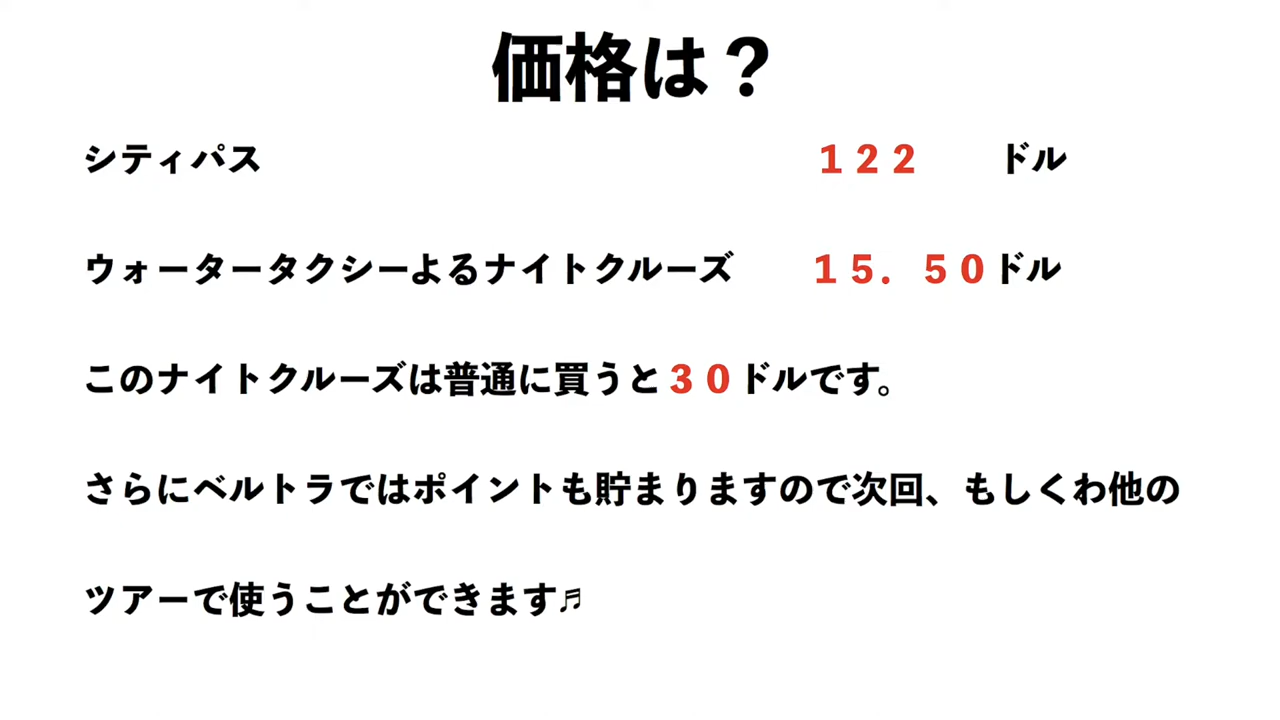 価格は？
シティパス　１２２　ドル
ウォータータクシーよるナイトクルーズ　１５．５０ドル
このナイトクルーズは普通に買うと３０ドルです。
さらにベルトラではポイントも貯まりますので次回、もしくわ他の
ツアーで使うことができます♬